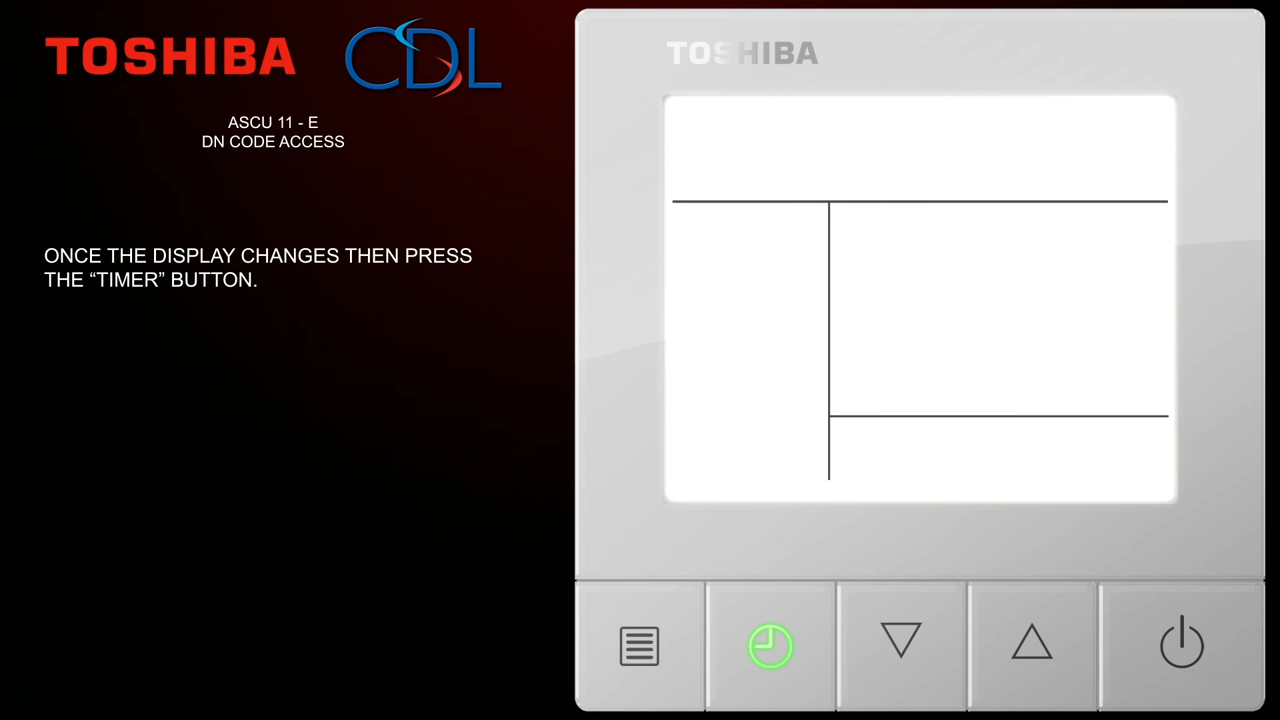 TOSHIBA CDL
ASCU 11 - E
DN CODE ACCESS
ONCE THE DISPLAY CHANGES THEN PRESS
THE “TIMER” BUTTON.
TOSHIBA